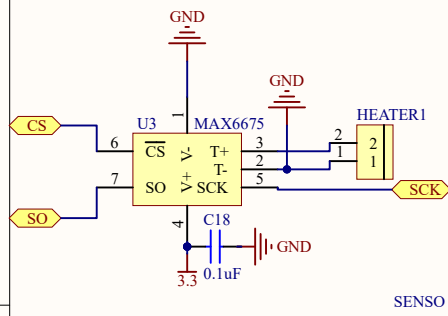 GND
GND
U3 MAX6675
HEATER1
CS
1
6 CS V- T+ 3 2 2
T- 2 1 1
7 SO V+ SCK 5
SCK
SO
4
C18
GND
0.1uF
3.3
SENSO